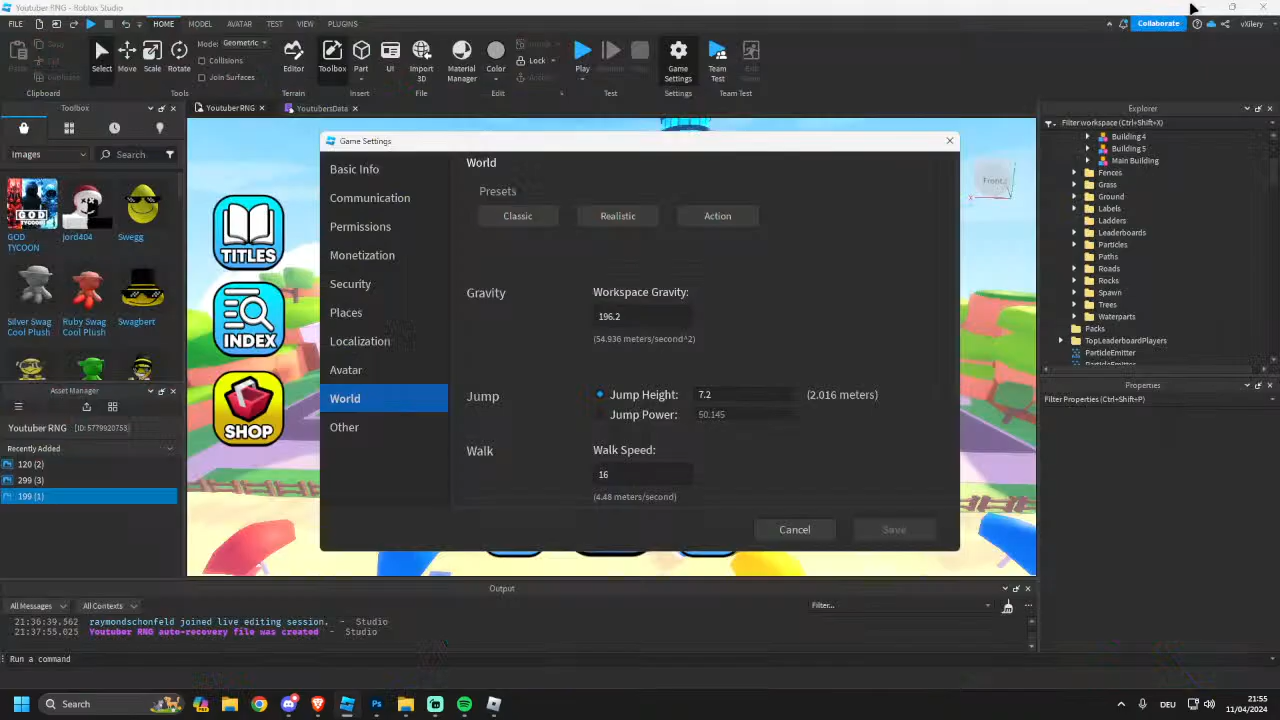 Youtuber RNG - Roblox Studio
FILE
HOME
MODEL
AVATAR
TEST
VIEW
PLUGINS
Collaborate
vXilery
Select
Move
Scale
Rotate
Mode: Geometric
Collisions
Join Surfaces
Editor
Toolbox
Part
UI
Import
3D
Material
Manager
Color
Lock
Play
Game
Settings
Team
Test
Clipboard
Tools
Terrain
Insert
File
Edit
Test
Settings
Team Test
Toolbox
Youtuber RNG
YoutubersData
Images
Search
GOD
TYCOON
jord404
Swegg
Silver Swag
Cool Plush
Ruby Swag
Cool Plush
Swagbert
Asset Manager
Youtuber RNG
(ID: 5779920753)
Recently Added
120 (2)
299 (3)
199 (1)
TITLES
INDEX
SHOP
Front
X
Game Settings
Basic Info
Communication
Permissions
Monetization
Security
Places
Localization
Avatar
World
Other
World
Presets
Classic
Realistic
Action
Gravity
Workspace Gravity:
196.2
(54.936 meters/second^2)
Jump
Jump Height:
7.2
(2.016 meters)
Jump Power:
50.145
Walk
Walk Speed:
16
(4.48 meters/second)
Cancel
Save
Explorer
Filter workspace (Ctrl+Shift+X)
Building 4
Building 5
Main Building
Fences
Grass
Ground
Labels
Ladders
Leaderboards
Particles
Paths
Roads
Rocks
Spawn
Trees
Waterparts
Packs
TopLeaderboardPlayers
ParticleEmitter
ParticleEmitter
Properties
Filter Properties (Ctrl+Shift+P)
Output
All Messages
All Contexts
Filter...
21:36:39.562 raymondschonfeld joined live editing session. - Studio
21:37:55.025 Youtuber RNG auto-recovery file was created - Studio
Run a command
Search
DEU
21:55
11/04/2024